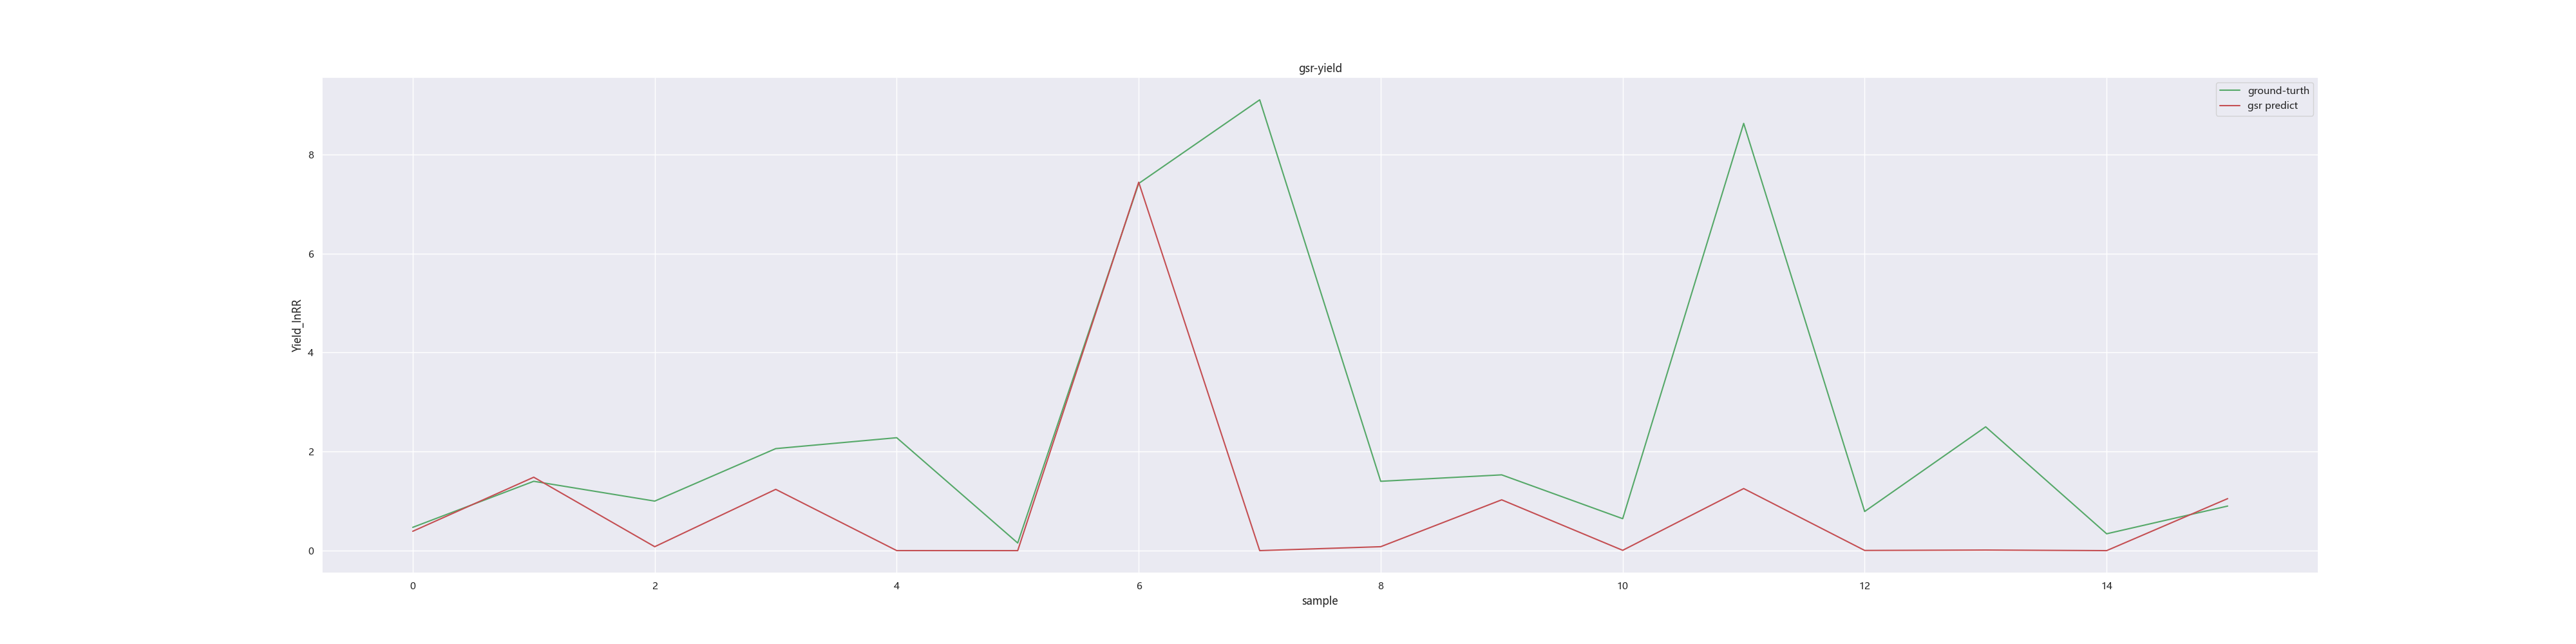 gsr-yield
ground-turth
gsr predict
8
6
4
2
0
Yield_lnRR
0 2 4 6 8 10 12 14
sample